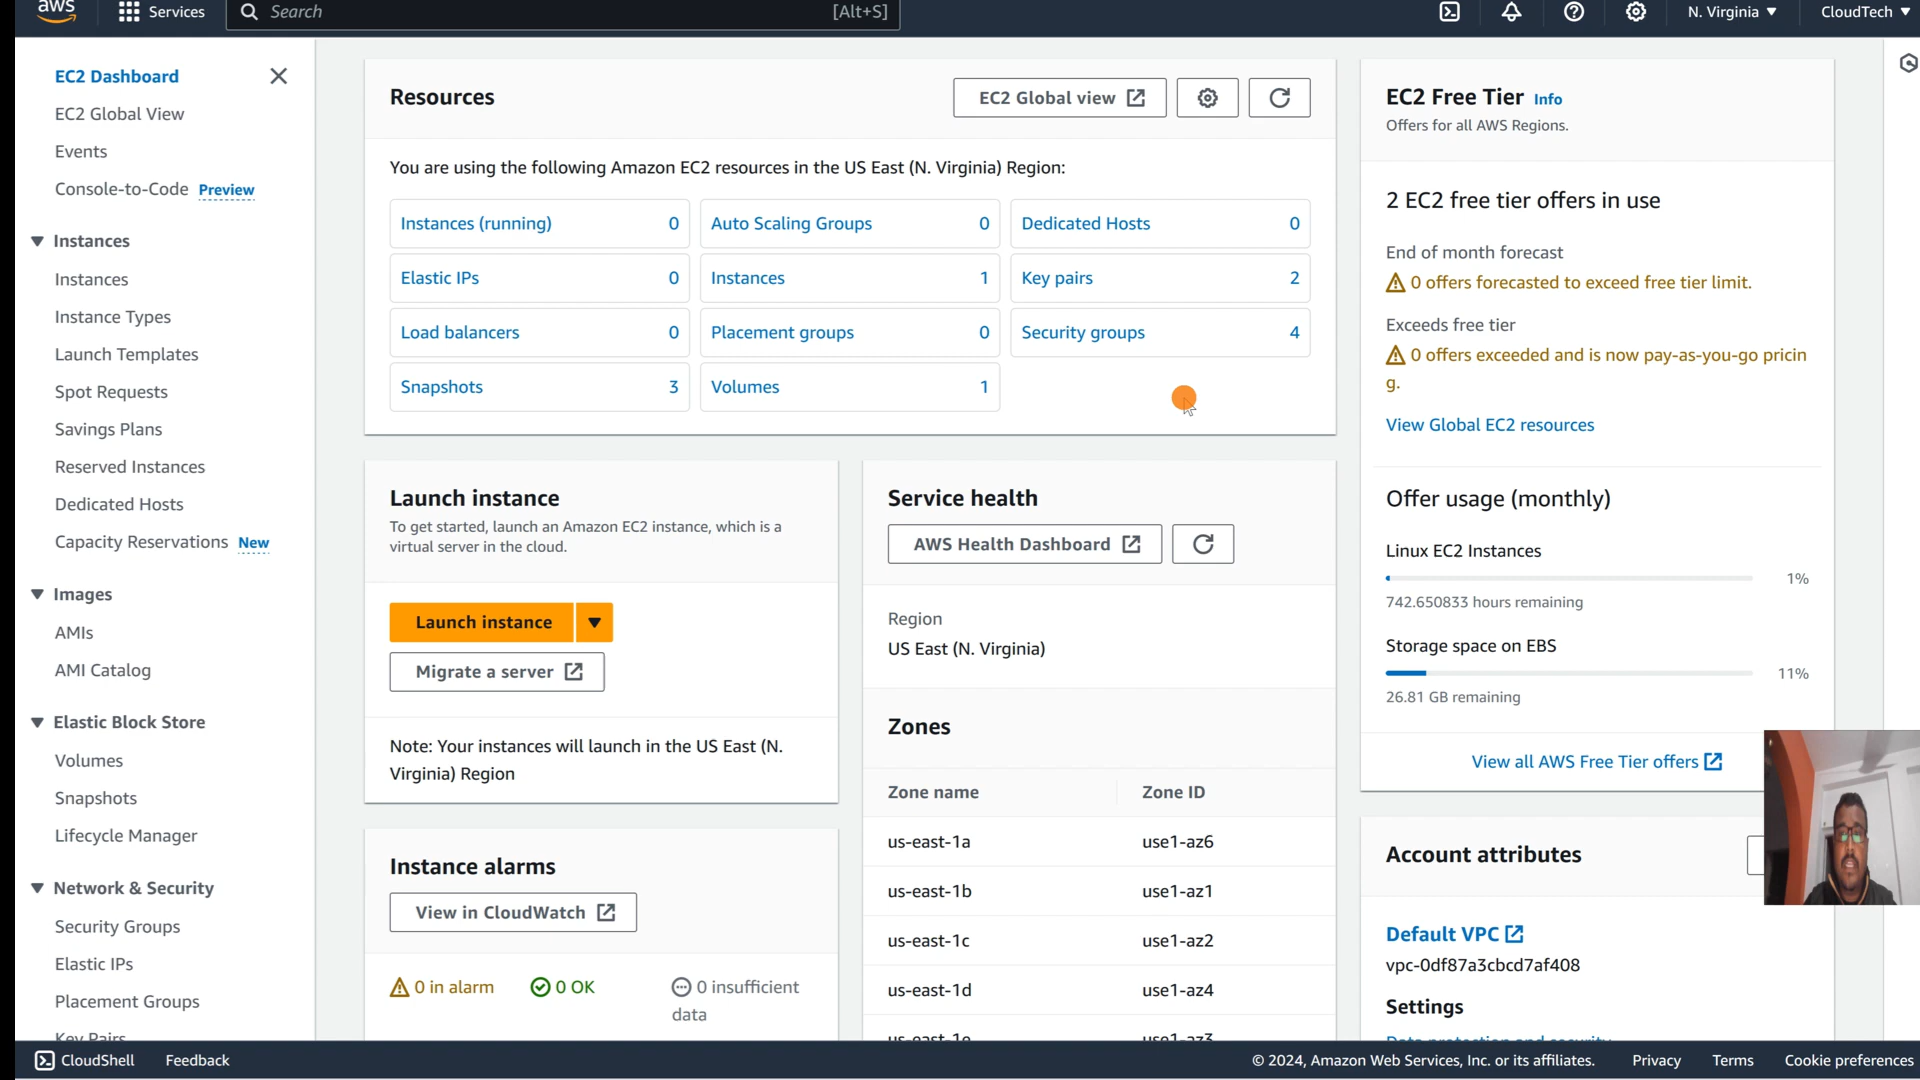 aws
Services
Search
[Alt+S]
N. Virginia
CloudTech
EC2 Dashboard
EC2 Global View
Events
Console-to-Code Preview
Instances
Instances
Instance Types
Launch Templates
Spot Requests
Savings Plans
Reserved Instances
Dedicated Hosts
Capacity Reservations New
Images
AMIs
AMI Catalog
Elastic Block Store
Volumes
Snapshots
Lifecycle Manager
Network & Security
Security Groups
Elastic IPs
Placement Groups
Key Pairs
Resources
EC2 Global view
You are using the following Amazon EC2 resources in the US East (N. Virginia) Region:
Instances (running) 0
Auto Scaling Groups 0
Dedicated Hosts 0
Elastic IPs 0
Instances 1
Key pairs 2
Load balancers 0
Placement groups 0
Security groups 4
Snapshots 3
Volumes 1
Launch instance
To get started, launch an Amazon EC2 instance, which is a
virtual server in the cloud.
Launch instance
Migrate a server
Note: Your instances will launch in the US East (N.
Virginia) Region
Instance alarms
View in CloudWatch
0 in alarm
0 OK
0 insufficient
data
Service health
AWS Health Dashboard
Region
US East (N. Virginia)
Zones
Zone name Zone ID
us-east-1a use1-az6
us-east-1b use1-az1
us-east-1c use1-az2
us-east-1d use1-az4
us-east-1e use1-az3
EC2 Free Tier Info
Offers for all AWS Regions.
2 EC2 free tier offers in use
End of month forecast
0 offers forecasted to exceed free tier limit.
Exceeds free tier
0 offers exceeded and is now pay-as-you-go pricin
g.
View Global EC2 resources
Offer usage (monthly)
Linux EC2 Instances
1%
742.650833 hours remaining
Storage space on EBS
11%
26.81 GB remaining
View all AWS Free Tier offers
Account attributes
Default VPC
vpc-0df87a3cbcd7af408
Settings
Data protection and security
CloudShell
Feedback
© 2024, Amazon Web Services, Inc. or its affiliates.
Privacy
Terms
Cookie preferences